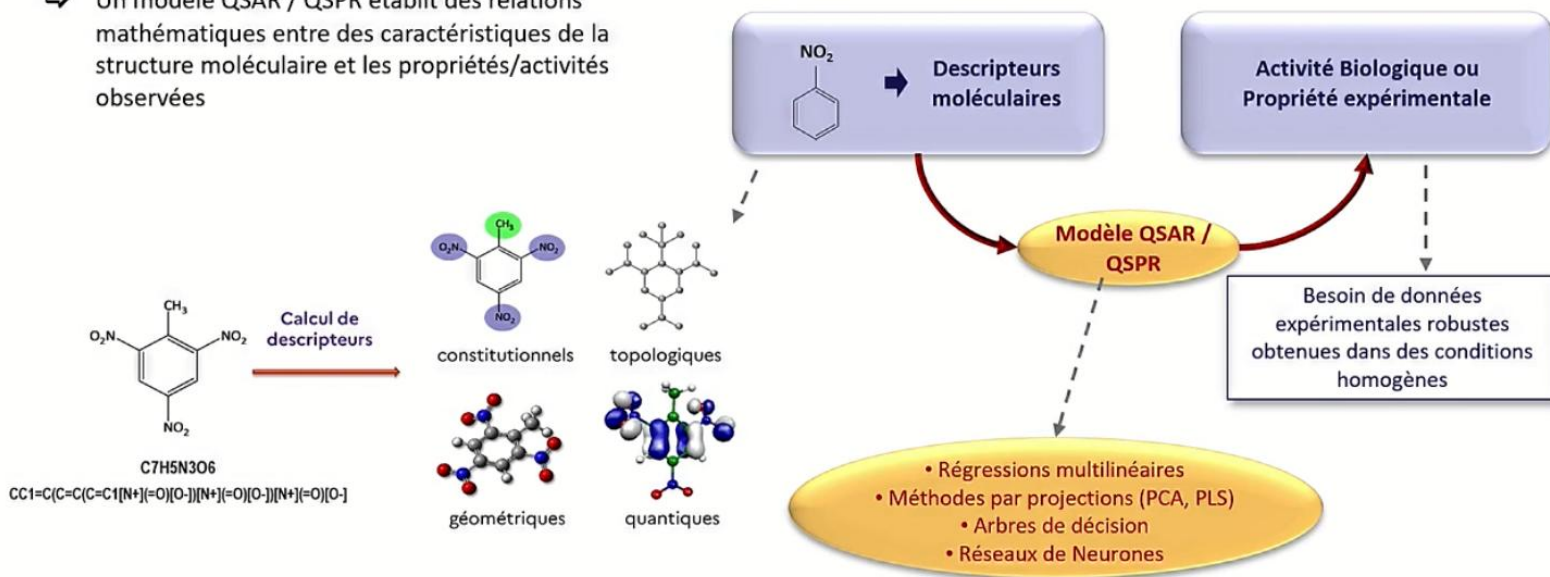 Un modèle QSAR / QSPR établit des relations
mathématiques entre des caractéristiques de la
structure moléculaire et les propriétés/activités
observées
NO2
Descripteurs
moléculaires
Activité Biologique ou
Propriété expérimentale
Modèle QSAR /
QSPR
Besoin de données
expérimentales robustes
obtenues dans des conditions
homogènes
CH3
O2N
NO2
NO2
C7H5N3O6
CC1=C(C=C(C=C1[N+](=O)[O-])[N+](=O)[O-])[N+](=O)[O-]
Calcul de
descripteurs
CH3
O2N
NO2
NO2
constitutionnels
topologiques
géométriques
quantiques
• Régressions multilinéaires
• Méthodes par projections (PCA, PLS)
• Arbres de décision
• Réseaux de Neurones